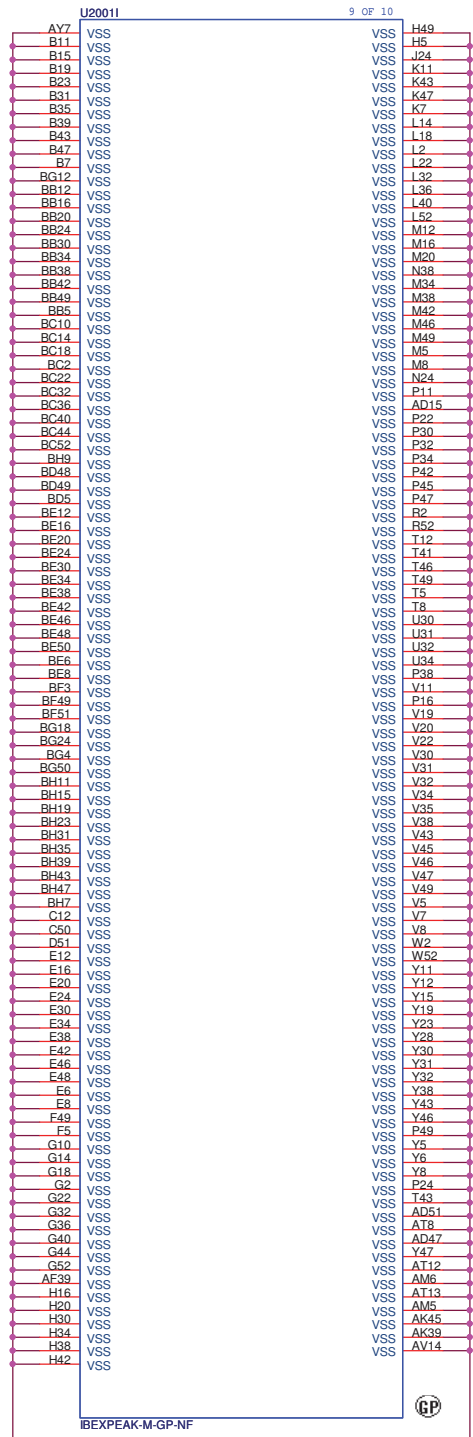 U2001I 9 OF 10
AY7 VSS VSS H49
B11 VSS VSS H5
B15 VSS VSS J24
B19 VSS VSS K11
B23 VSS VSS K43
B31 VSS VSS K47
B35 VSS VSS K7
B39 VSS VSS L14
B43 VSS VSS L18
B47 VSS VSS L2
B7 VSS VSS L22
BG12 VSS VSS L32
BB12 VSS VSS L36
BB16 VSS VSS L40
BB20 VSS VSS L52
BB24 VSS VSS M12
BB30 VSS VSS M16
BB34 VSS VSS M20
BB38 VSS VSS N38
BB42 VSS VSS M34
BB49 VSS VSS M38
BB5 VSS VSS M42
BC10 VSS VSS M46
BC14 VSS VSS M49
BC18 VSS VSS M5
BC2 VSS VSS M8
BC22 VSS VSS N24
BC32 VSS VSS P11
BC36 VSS VSS AD15
BC40 VSS VSS P22
BC44 VSS VSS P30
BC52 VSS VSS P32
BH9 VSS VSS P34
BD48 VSS VSS P42
BD49 VSS VSS P45
BD5 VSS VSS P47
BE12 VSS VSS R2
BE16 VSS VSS R52
BE20 VSS VSS T12
BE24 VSS VSS T41
BE30 VSS VSS T46
BE34 VSS VSS T49
BE38 VSS VSS T5
BE42 VSS VSS T8
BE46 VSS VSS U30
BE48 VSS VSS U31
BE50 VSS VSS U32
BE6 VSS VSS U34
BE8 VSS VSS P38
BF3 VSS VSS V11
BF49 VSS VSS P16
BF51 VSS VSS V19
BG18 VSS VSS V20
BG24 VSS VSS V22
BG4 VSS VSS V30
BG50 VSS VSS V31
BH11 VSS VSS V32
BH15 VSS VSS V34
BH19 VSS VSS V35
BH23 VSS VSS V38
BH31 VSS VSS V43
BH35 VSS VSS V45
BH39 VSS VSS V46
BH43 VSS VSS V47
BH47 VSS VSS V49
BH7 VSS VSS V5
C12 VSS VSS V7
C50 VSS VSS V8
D51 VSS VSS W2
E12 VSS VSS W52
E16 VSS VSS Y11
E20 VSS VSS Y12
E24 VSS VSS Y15
E30 VSS VSS Y19
E34 VSS VSS Y23
E38 VSS VSS Y28
E42 VSS VSS Y30
E46 VSS VSS Y31
E48 VSS VSS Y32
E6 VSS VSS Y38
E8 VSS VSS Y43
F49 VSS VSS Y46
F5 VSS VSS P49
G10 VSS VSS Y5
G14 VSS VSS Y6
G18 VSS VSS Y8
G2 VSS VSS P24
G22 VSS VSS T43
G32 VSS VSS AD51
G36 VSS VSS AT8
G40 VSS VSS AD47
G44 VSS VSS Y47
G52 VSS VSS AT12
AF39 VSS VSS AM6
H16 VSS VSS AT13
H20 VSS VSS AM5
H30 VSS VSS AK45
H34 VSS VSS AK39
H38 VSS VSS AV14
H42 VSS
GP
IBEXPEAK-M-GP-NF